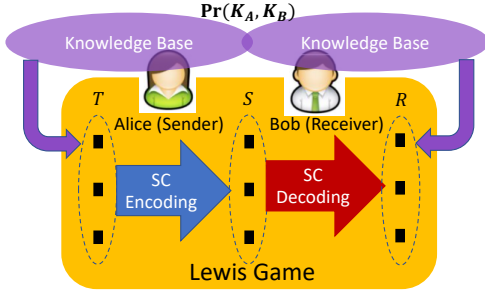 Pr(K_A, K_B)
Knowledge Base
Knowledge Base
T
S
R
Alice (Sender)
Bob (Receiver)
SC
Encoding
SC
Decoding
Lewis Game